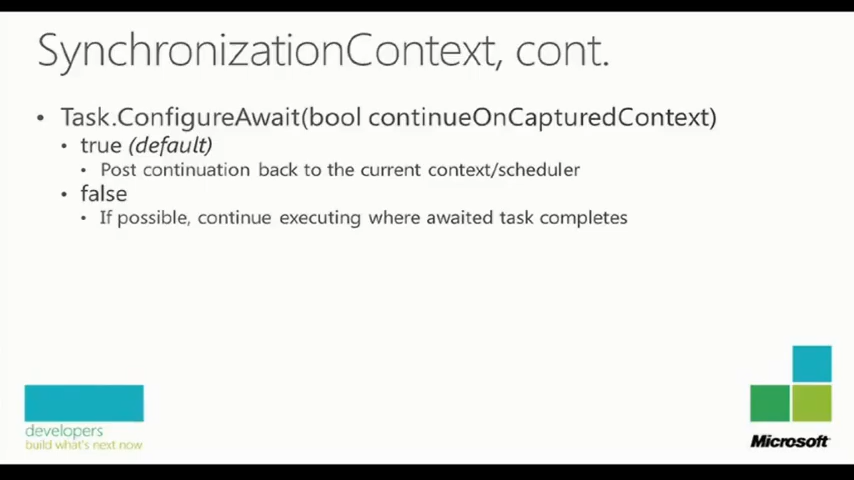 SynchronizationContext, cont.
• Task.ConfigureAwait(bool continueOnCapturedContext)
• true (default)
• Post continuation back to the current context/scheduler
• false
• If possible, continue executing where awaited task completes
developers
build what's next now
Microsoft